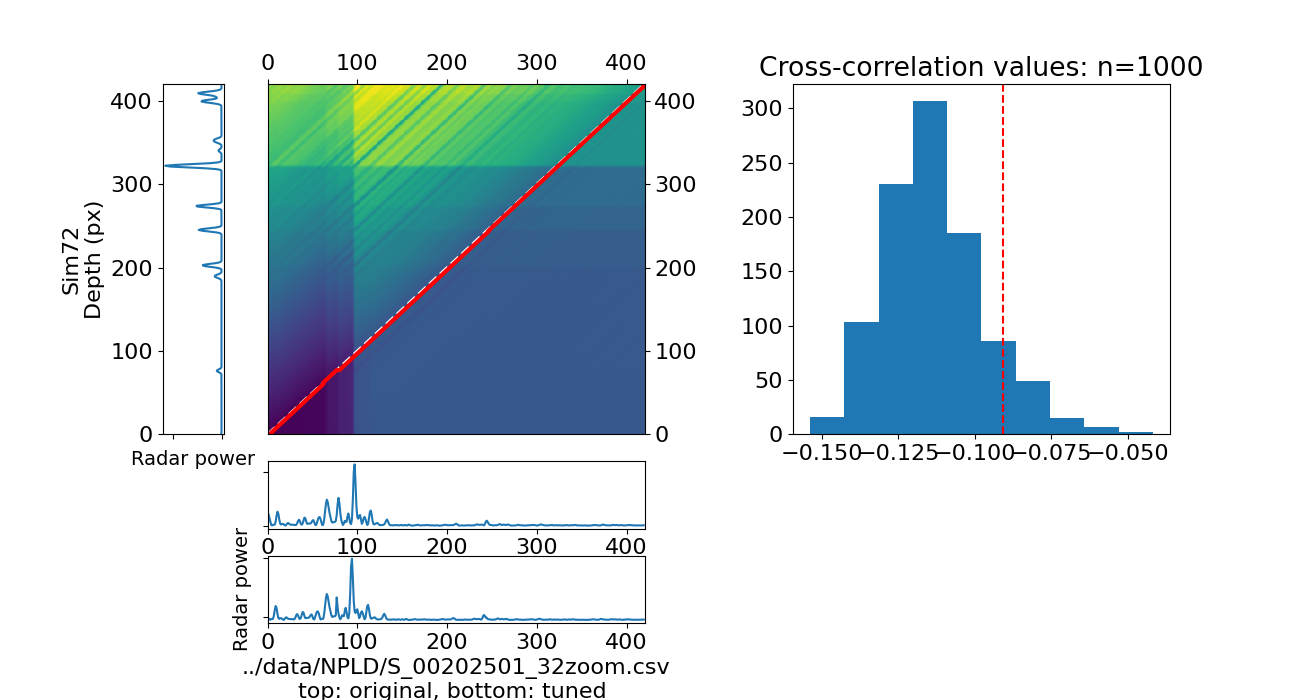 0 100 200 300 400
Cross-correlation values: n=1000
400
300
200
100
0
Sim72
Depth (px)
Radar power
400
300
200
100
0
300
250
200
150
100
50
0
−0.150 −0.125 −0.100 −0.075 −0.050
0 100 200 300 400
Radar power
0 100 200 300 400
../data/NPLD/S_00202501_32zoom.csv
top: original, bottom: tuned